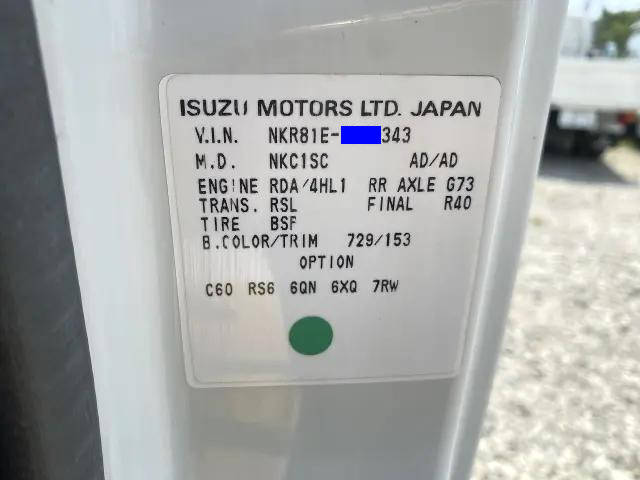 ISUZU MOTORS LTD. JAPAN
V.I.N. NKR81E-343
M.D. NKC1SC AD/AD
ENGINE RDA/4HL1 RR AXLE G73
TRANS. RSL FINAL R40
TIRE BSF
B.COLOR/TRIM 729/153
OPTION
C60 RS6 6QN 6XQ 7RW